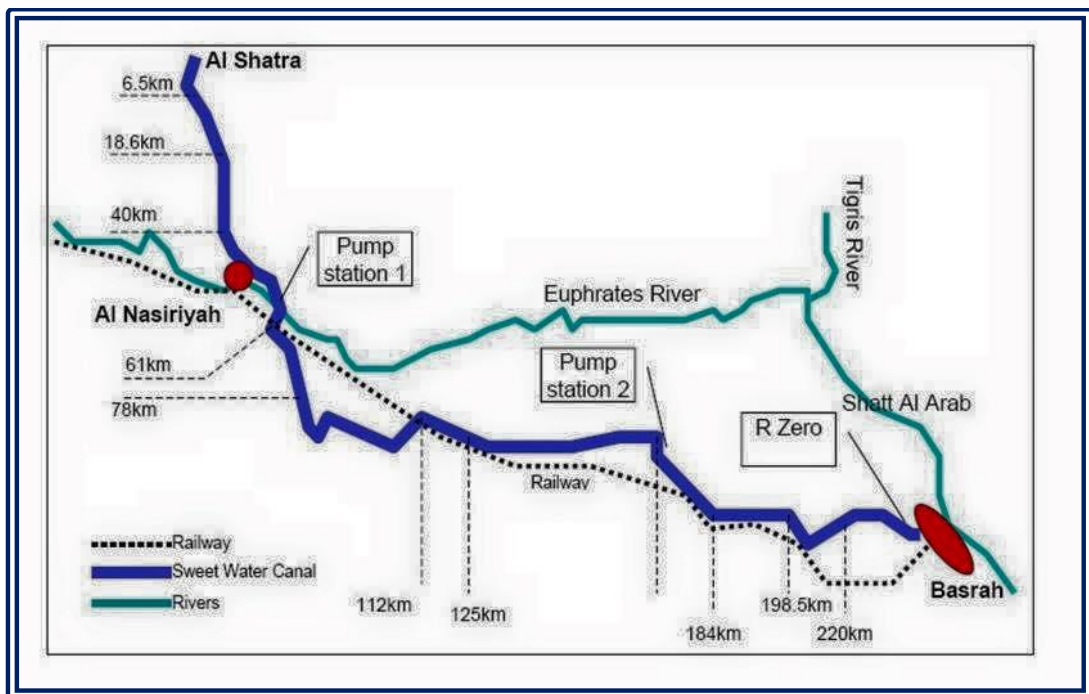 Al Shatra
6.5km
18.6km
40km
Pump
station 1
Tigris River
Al Nasiriyah
Euphrates River
61km
Pump
station 2
78km
Shatt Al Arab
R Zero
Railway
Railway
Sweet Water Canal
Rivers
112km
125km
184km
198.5km
220km
Basrah